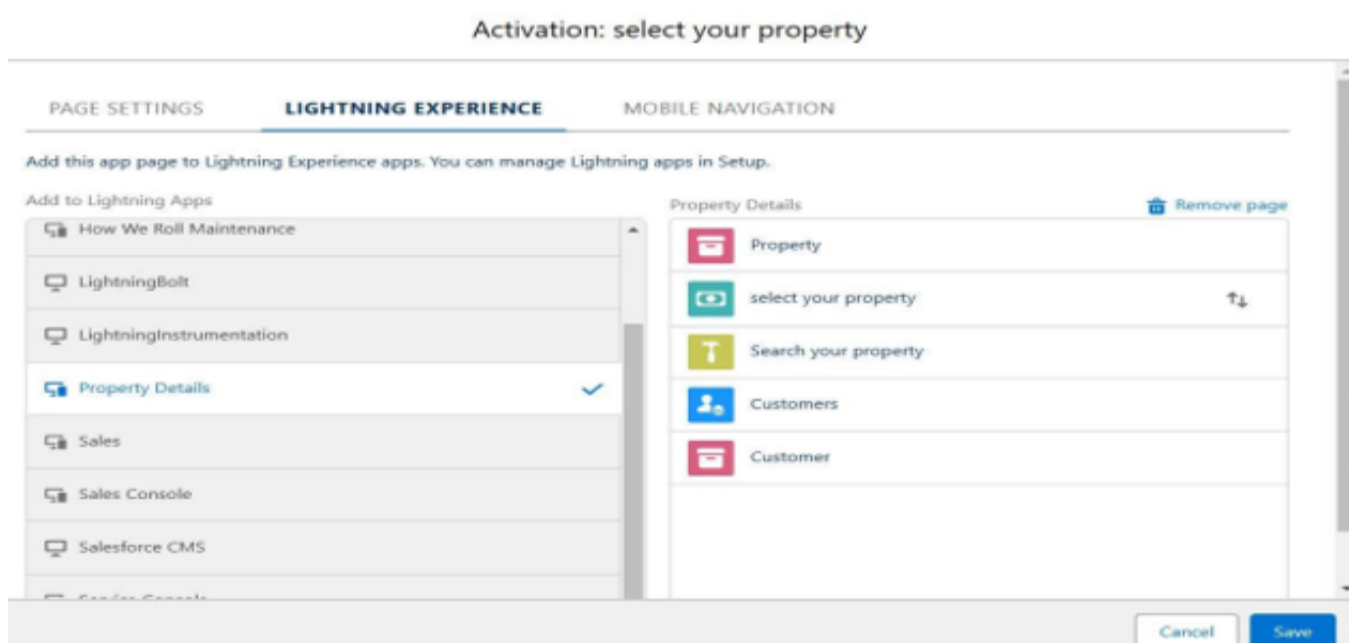 Activation: select your property
PAGE SETTINGS LIGHTNING EXPERIENCE MOBILE NAVIGATION
Add this app page to Lightning Experience apps. You can manage Lightning apps in Setup.
Add to Lightning Apps
How We Roll Maintenance
LightningBolt
LightningInstrumentation
Property Details
Sales
Sales Console
Salesforce CMS
Property Details Remove page
Property
select your property
Search your property
Customers
Customer
Cancel Save